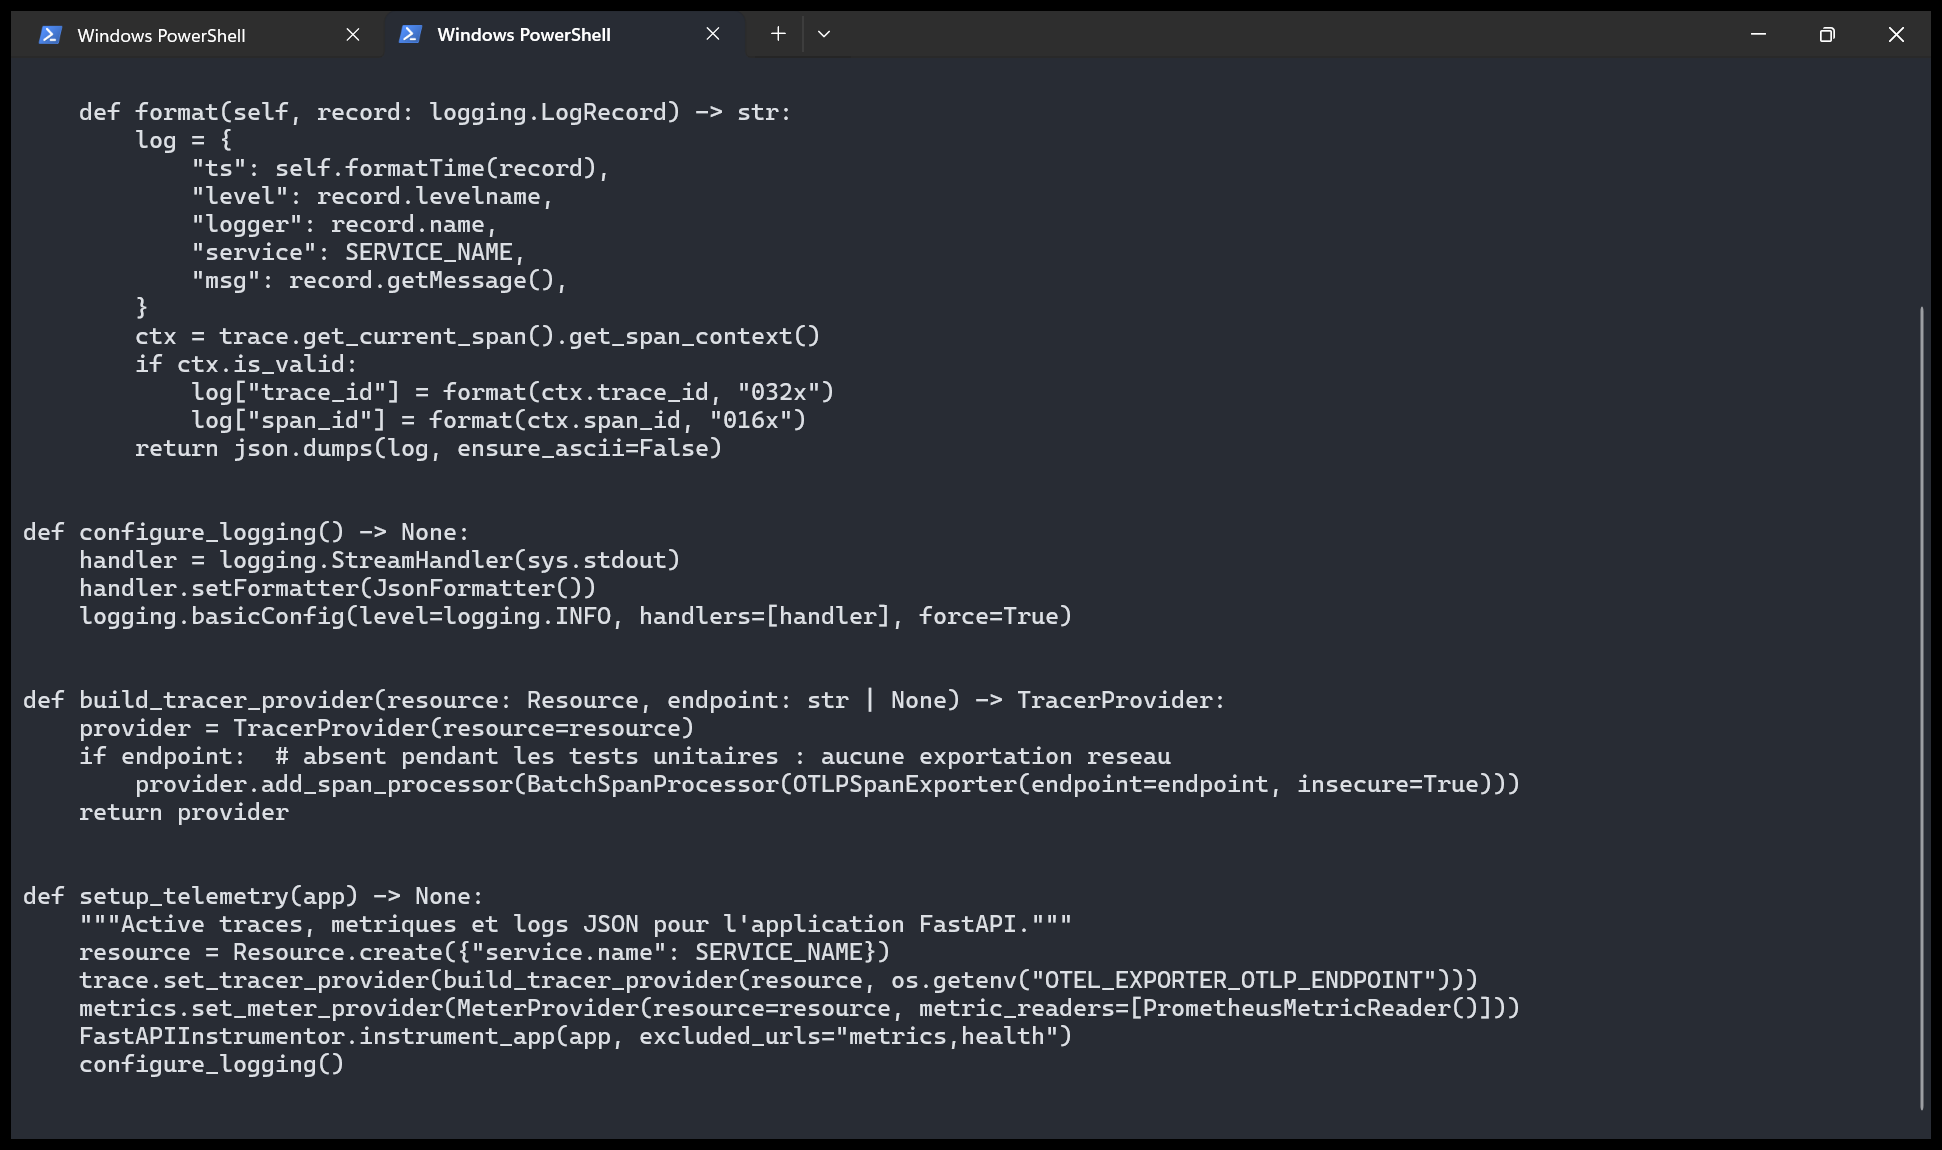 Windows PowerShell
Windows PowerShell
    def format(self, record: logging.LogRecord) -> str:
        log = {
            "ts": self.formatTime(record),
            "level": record.levelname,
            "logger": record.name,
            "service": SERVICE_NAME,
            "msg": record.getMessage(),
        }
        ctx = trace.get_current_span().get_span_context()
        if ctx.is_valid:
            log["trace_id"] = format(ctx.trace_id, "032x")
            log["span_id"] = format(ctx.span_id, "016x")
        return json.dumps(log, ensure_ascii=False)
def configure_logging() -> None:
    handler = logging.StreamHandler(sys.stdout)
    handler.setFormatter(JsonFormatter())
    logging.basicConfig(level=logging.INFO, handlers=[handler], force=True)
def build_tracer_provider(resource: Resource, endpoint: str | None) -> TracerProvider:
    provider = TracerProvider(resource=resource)
    if endpoint:  # absent pendant les tests unitaires : aucune exportation reseau
        provider.add_span_processor(BatchSpanProcessor(OTLPSpanExporter(endpoint=endpoint, insecure=True)))
    return provider
def setup_telemetry(app) -> None:
    """Active traces, metriques et logs JSON pour l'application FastAPI."""
    resource = Resource.create({"service.name": SERVICE_NAME})
    trace.set_tracer_provider(build_tracer_provider(resource, os.getenv("OTEL_EXPORTER_OTLP_ENDPOINT")))
    metrics.set_meter_provider(MeterProvider(resource=resource, metric_readers=[PrometheusMetricReader()]))
    FastAPIInstrumentor.instrument_app(app, excluded_urls="metrics,health")
    configure_logging()